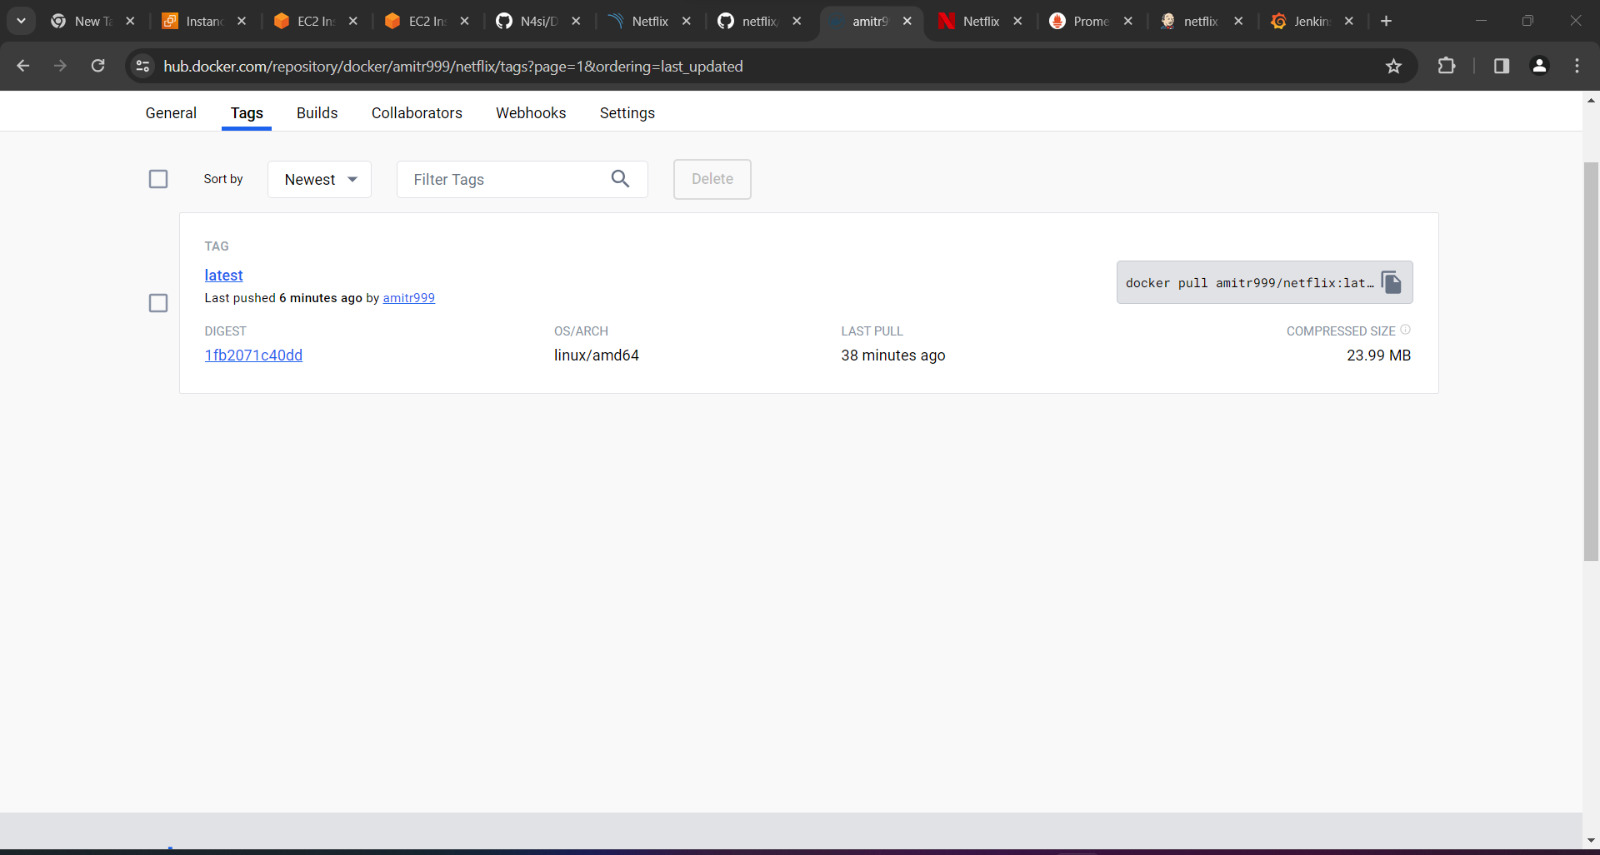 New Ta
Instanc
EC2 Ins
EC2 Ins
N4si/D
Netflix
netflix
amitr9
Netflix
Prome
netflix
Jenkin
hub.docker.com/repository/docker/amitr999/netflix/tags?page=1&ordering=last_updated
General Tags Builds Collaborators Webhooks Settings
Sort by Newest Filter Tags Delete
TAG
latest
docker pull amitr999/netflix:lat…
Last pushed 6 minutes ago by amitr999
DIGEST OS/ARCH LAST PULL COMPRESSED SIZE
1fb2071c40dd linux/amd64 38 minutes ago 23.99 MB